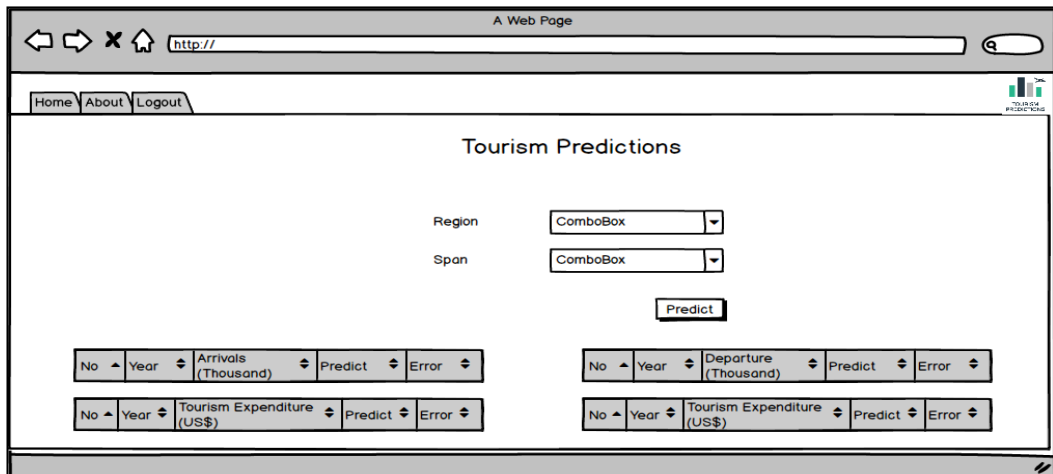 A Web Page
http://
Home About Logout
TOURISM
PREDICTIONS
Tourism Predictions
Region ComboBox
Span ComboBox
Predict
No Year Arrivals (Thousand) Predict Error
No Year Departure (Thousand) Predict Error
No Year Tourism Expenditure (US$) Predict Error
No Year Tourism Expenditure (US$) Predict Error